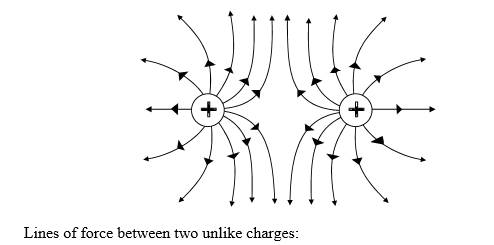 + +
Lines of force between two unlike charges: